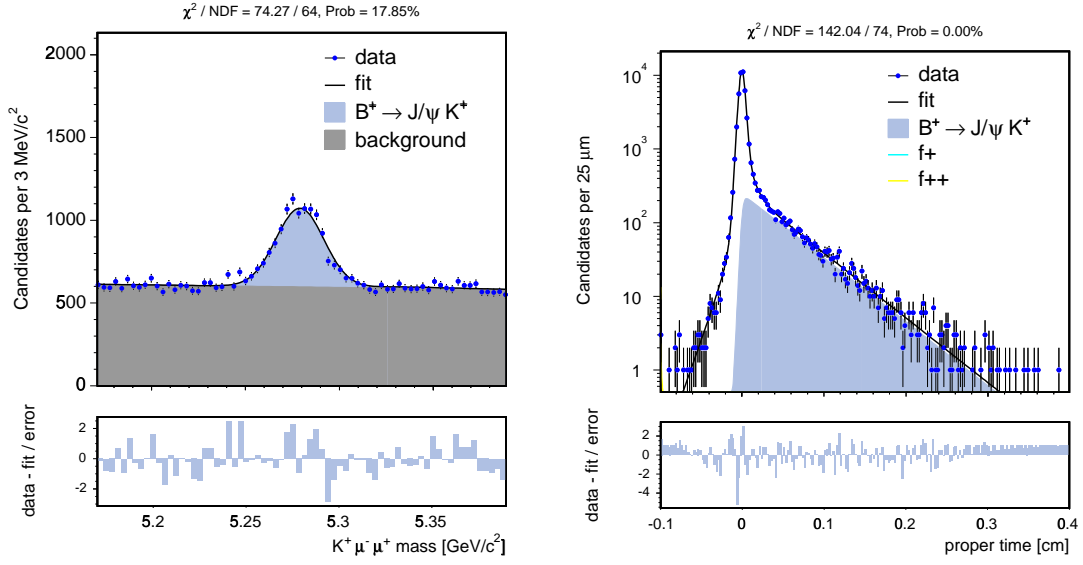 χ² / NDF = 74.27 / 64, Prob = 17.85%
Candidates per 3 MeV/c²
2000
1500
1000
500
0
data
fit
B⁺ → J/ψ K⁺
background
data - fit / error
2
0
-2
5.2
5.25
5.3
5.35
K⁺ μ⁻ μ⁺ mass [GeV/c²]
χ² / NDF = 142.04 / 74, Prob = 0.00%
Candidates per 25 μm
10⁴
10³
10²
10
1
data
fit
B⁺ → J/ψ K⁺
f+
f++
data - fit / error
2
0
-2
-4
-0.1
0
0.1
0.2
0.3
0.4
proper time [cm]